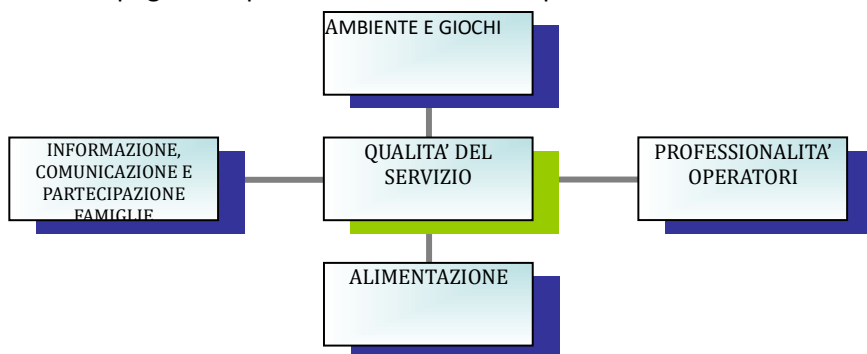 AMBIENTE E GIOCHI
INFORMAZIONE,
COMUNICAZIONE E
PARTECIPAZIONE
FAMIGLIE
QUALITA’ DEL
SERVIZIO
PROFESSIONALITA’
OPERATORI
ALIMENTAZIONE